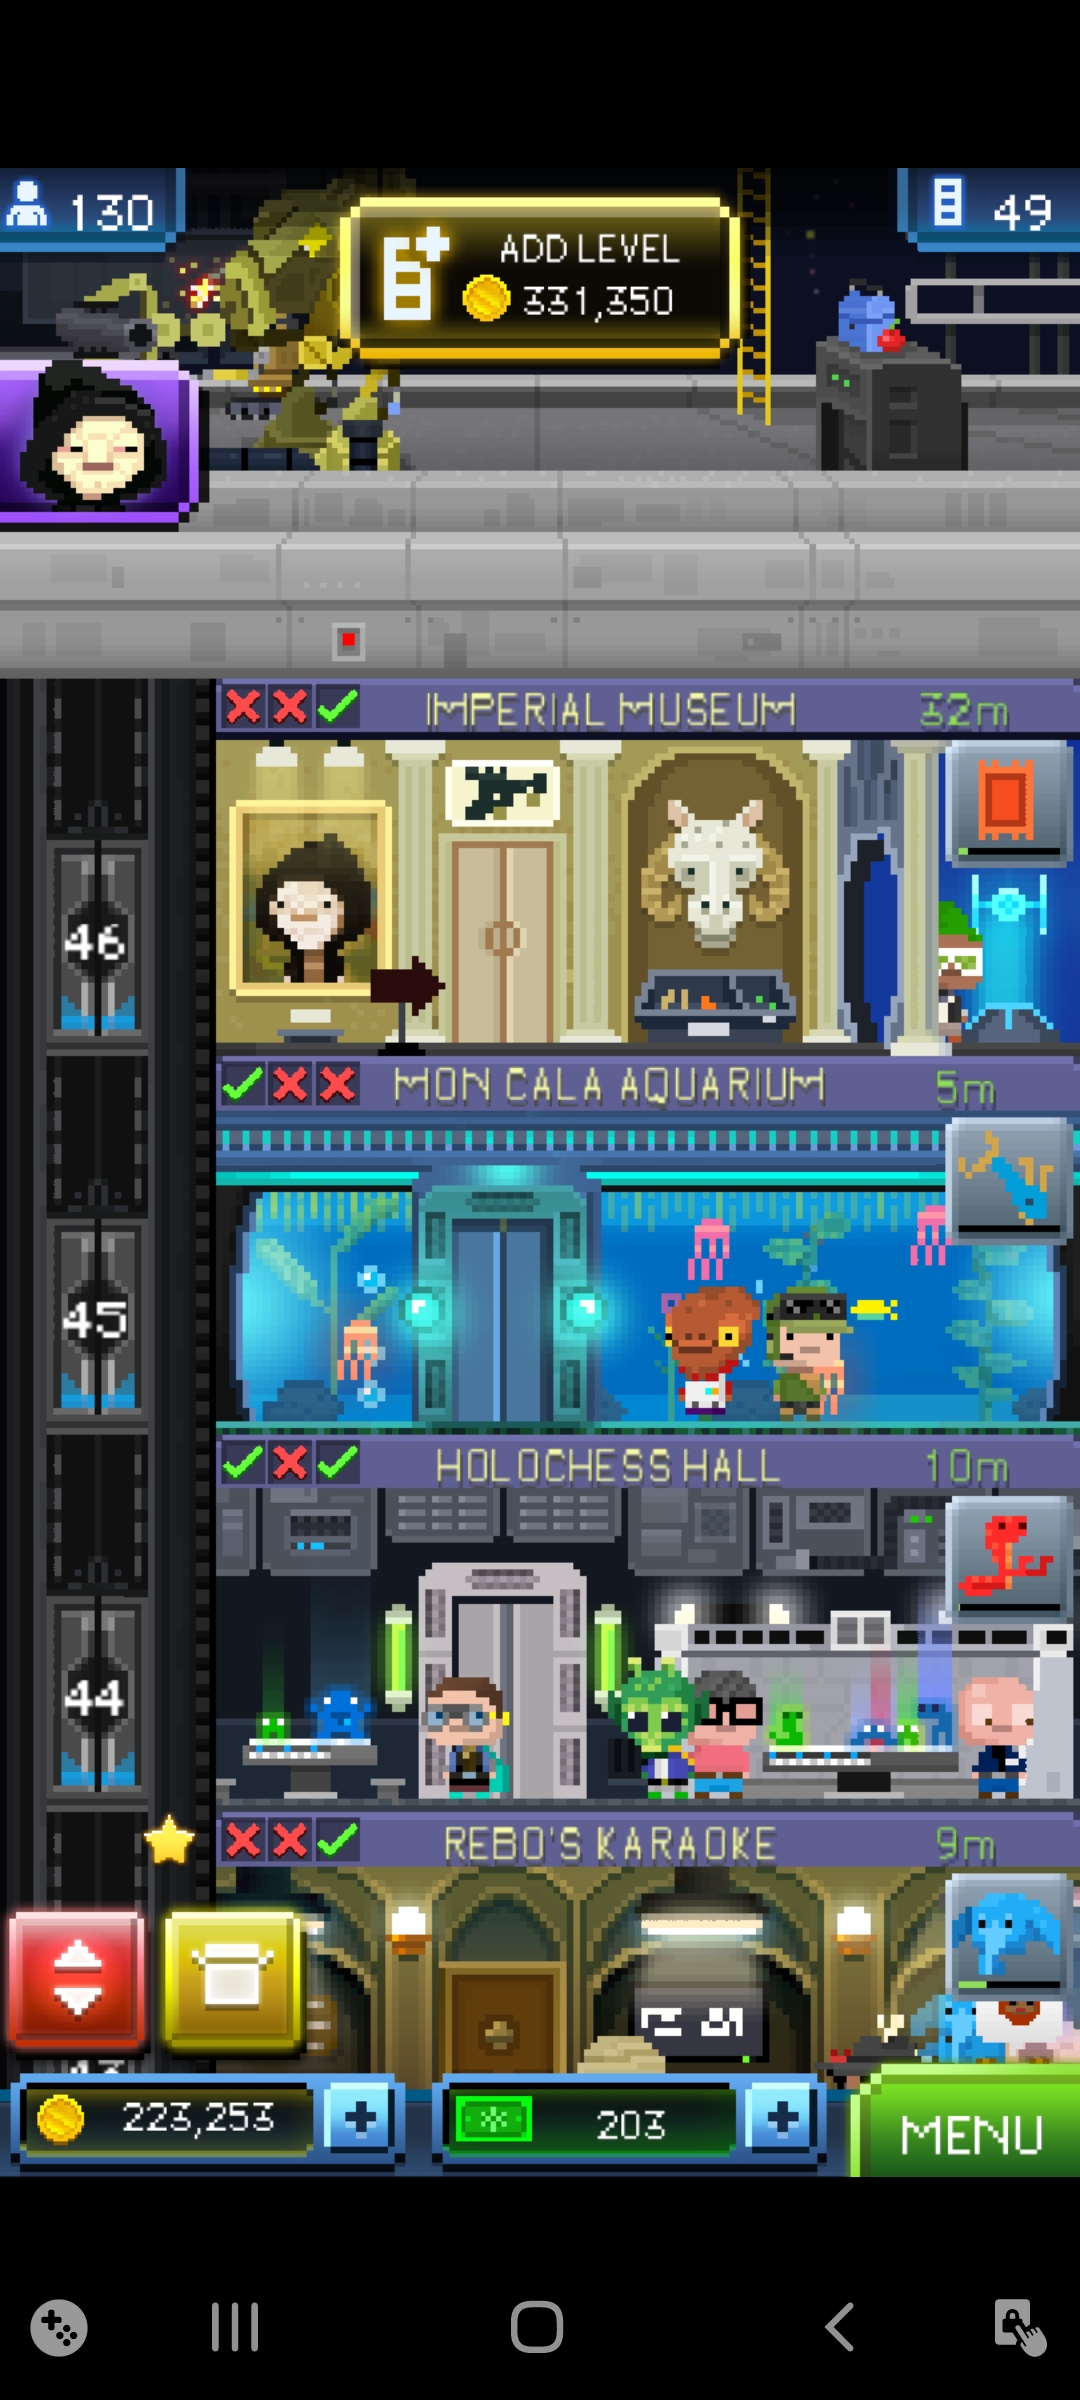 130
ADD LEVEL
331,350
49
IMPERIAL MUSEUM
32m
46
MON CALA AQUARIUM
5m
45
HOLOCHESS HALL
10m
44
REBO'S KARAOKE
9m
223,253
203
MENU